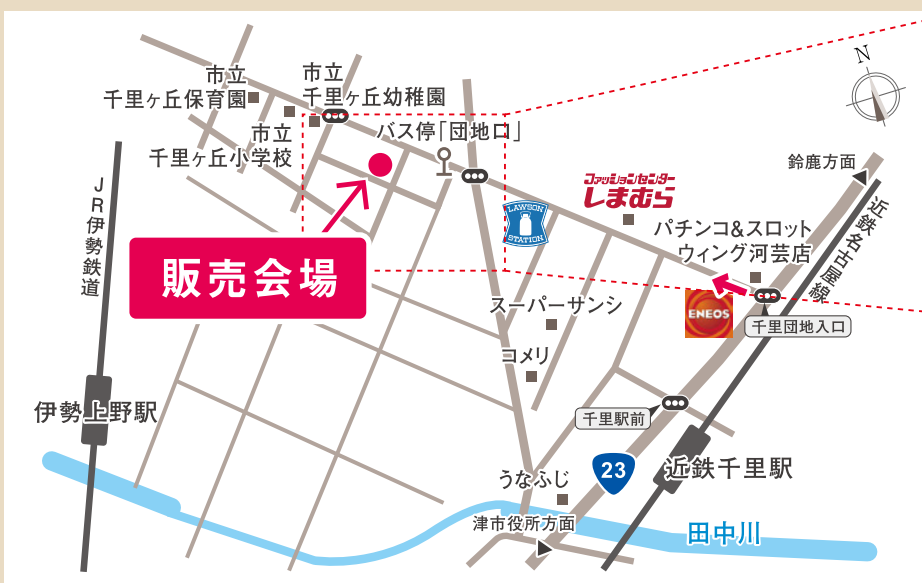 N
市立
千里ヶ丘保育園
市立
千里ヶ丘幼稚園
市立
千里ヶ丘小学校
バス停「団地口」
鈴鹿方面
ファッションセンター
しまむら
LAWSON
STATION
パチンコ&スロット
ウィング河芸店
近鉄名古屋線
JR伊勢鉄道
販売会場
スーパーサンシ
ENEOS
千里団地入口
コメリ
伊勢上野駅
千里駅前
23
近鉄千里駅
うなふじ
津市役所方面
田中川